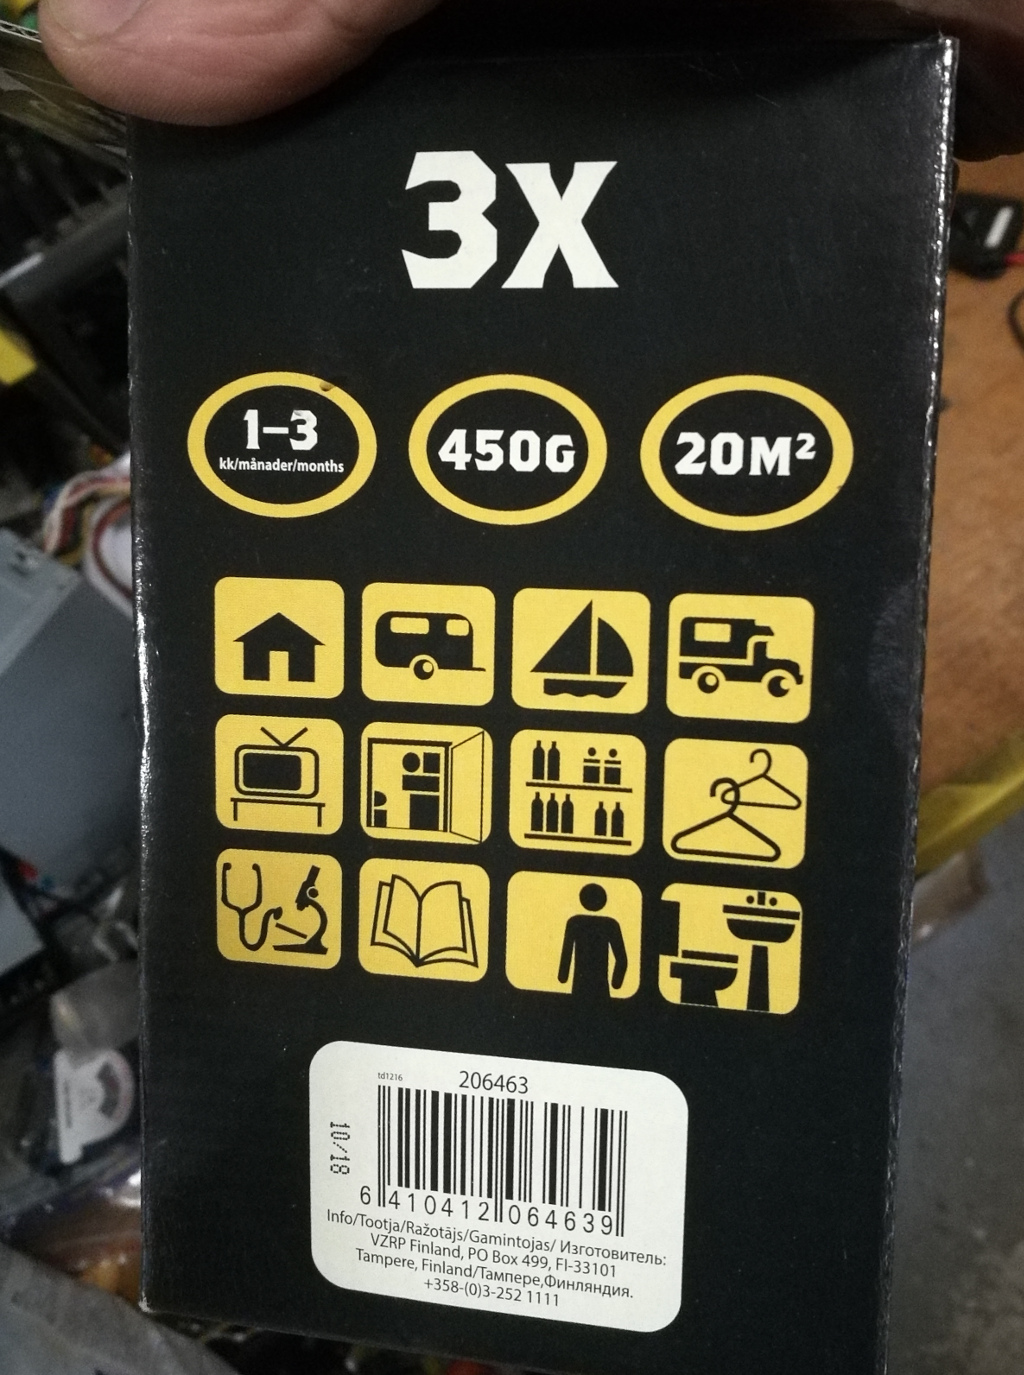 3X
1–3
kk/månader/months
450G
20M²
td1216
206463
10/18
6 410412 064639
Info/Tootja/Ražotājs/Gamintojas/ Изготовитель:
VZRP Finland, PO Box 499, FI-33101
Tampere, Finland/Тампере,Финляндия.
+358-(0)3-252 1111